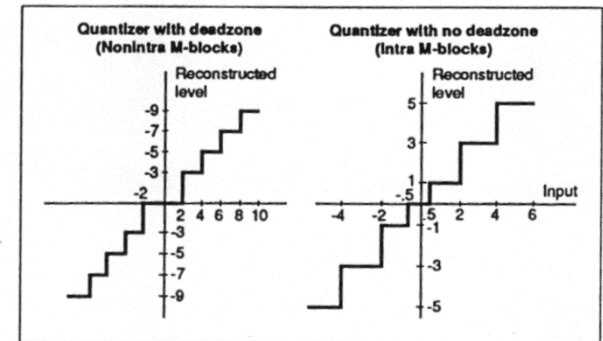 Quantizer with deadzone
(Nonintra M-blocks)
Reconstructed
level
-9
-7
-5
-3
-2
2 4 6 8 10
-3
-5
-7
-9
Quantizer with no deadzone
(Intra M-blocks)
Reconstructed
level
5
3
1
-.5
Input
-4 -2 .5 2 4 6
-1
-3
-5